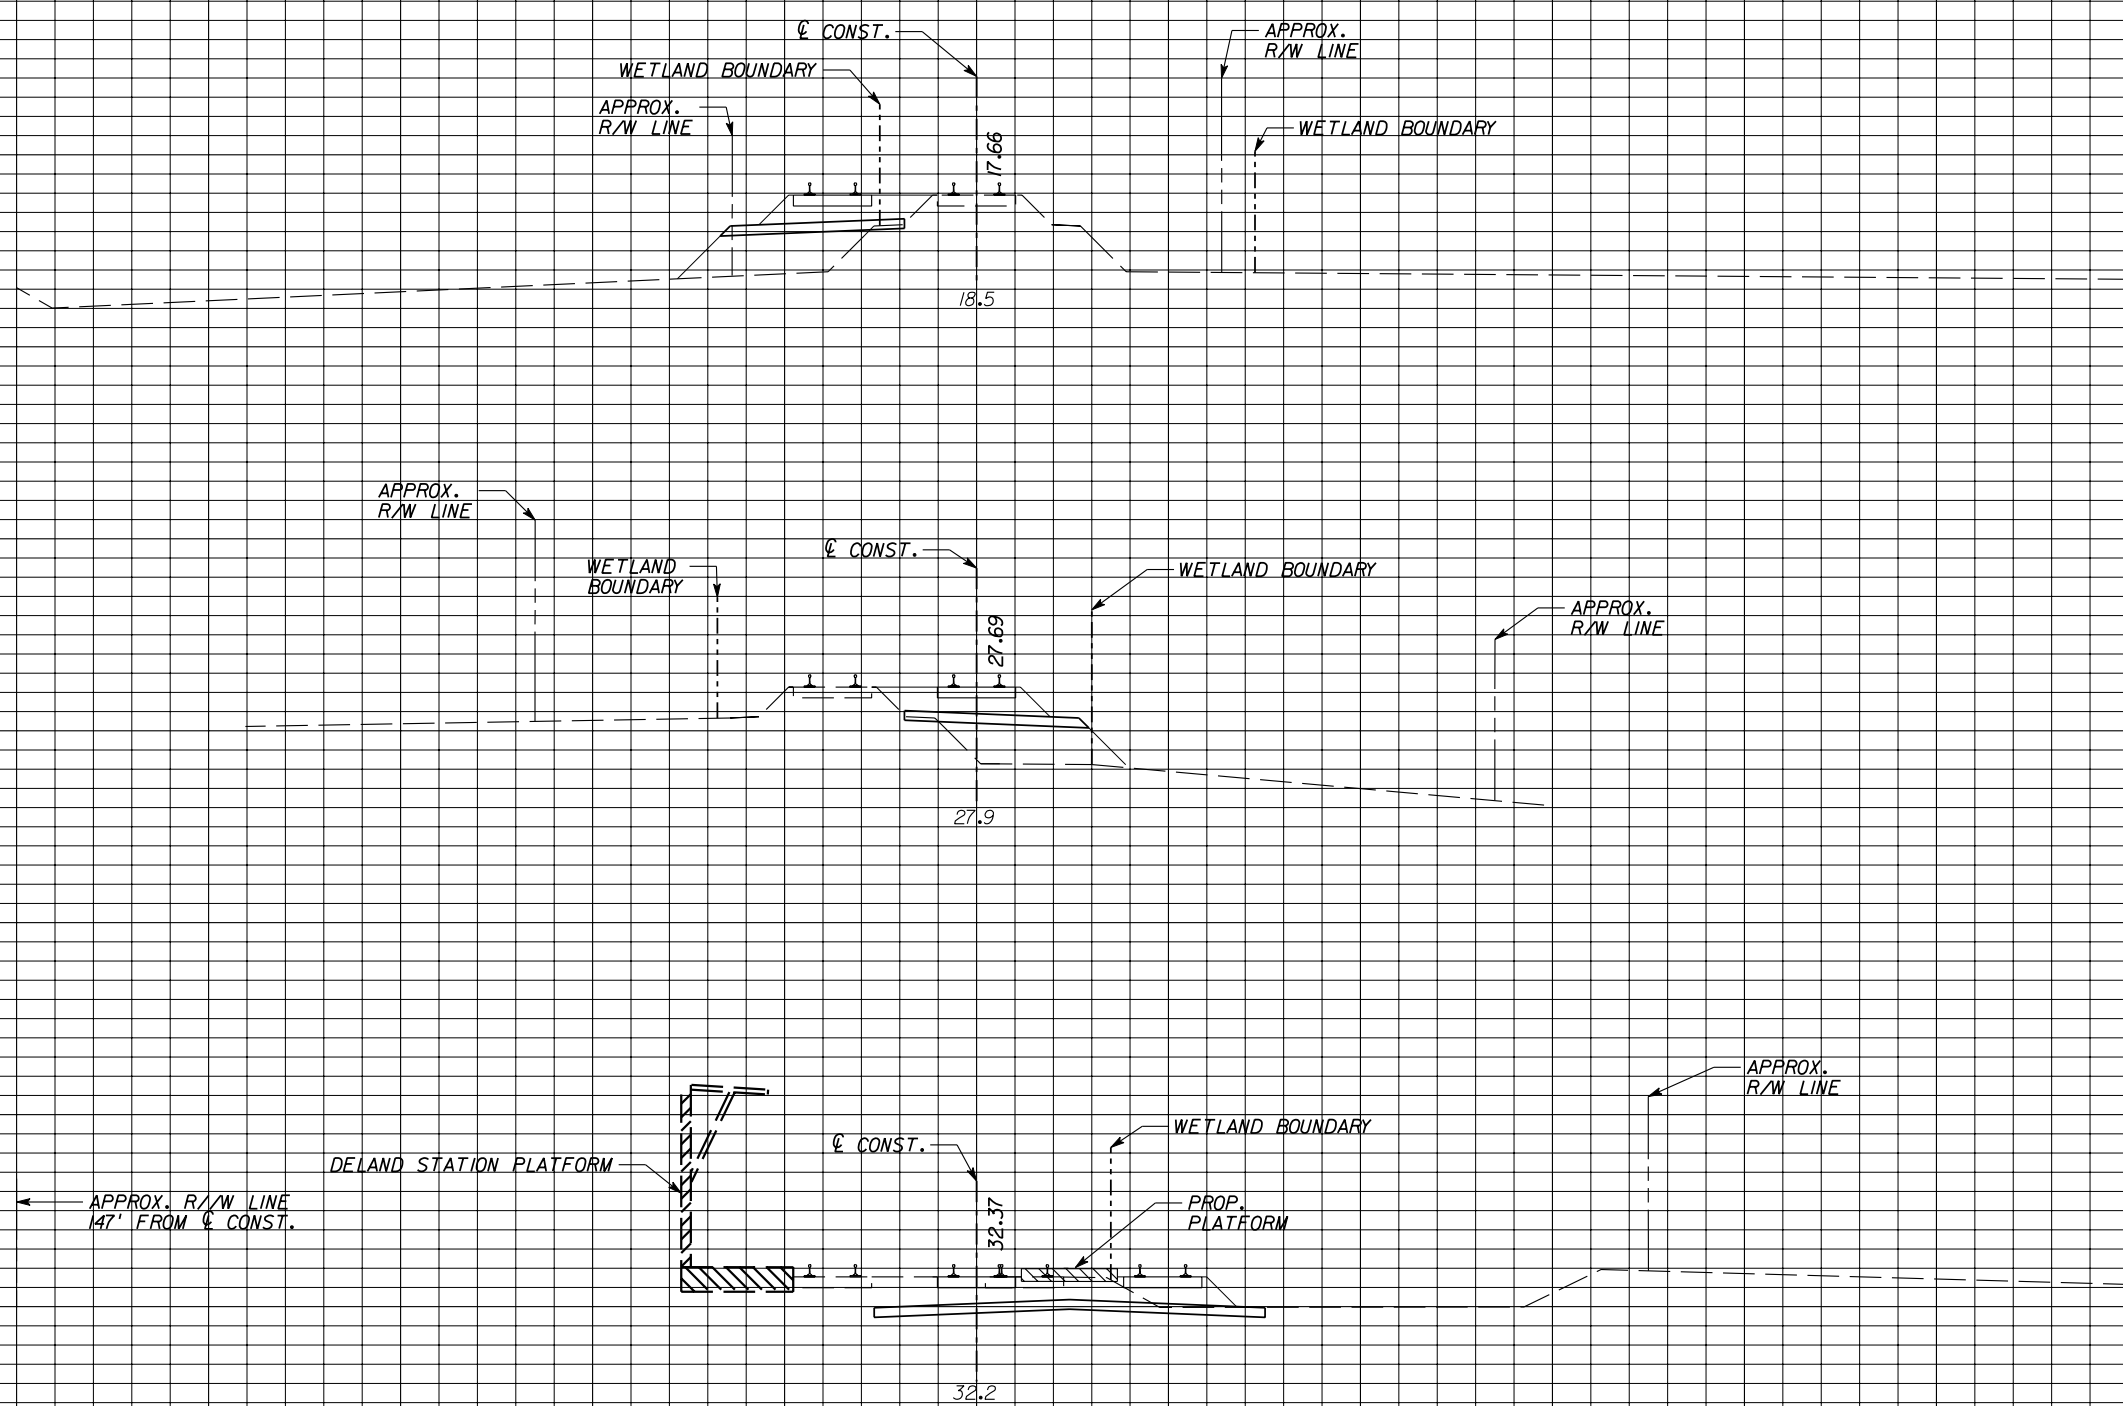 ℄ CONST.
APPROX.
R/W LINE
WETLAND BOUNDARY
APPROX.
R/W LINE
WETLAND BOUNDARY
17.66
18.5
APPROX.
R/W LINE
℄ CONST.
WETLAND
BOUNDARY
WETLAND BOUNDARY
APPROX.
R/W LINE
27.69
27.9
APPROX.
R/W LINE
WETLAND BOUNDARY
℄ CONST.
DELAND STATION PLATFORM
APPROX. R//W LINE
147' FROM ℄ CONST.
PROP.
PLATFORM
32.37
32.2